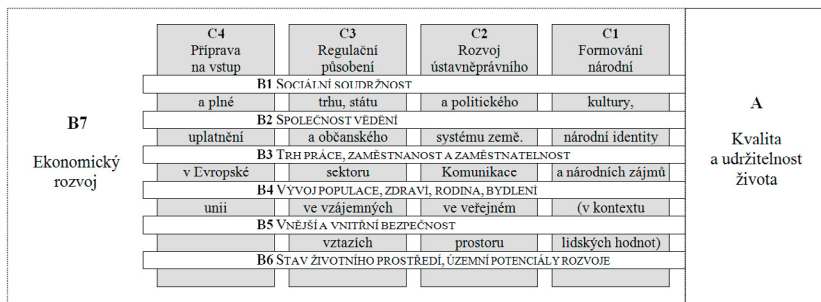 C4 C3 C2 C1
Příprava Regulační Rozvoj Formování
na vstup působení ústavněprávního národní
B1 SOCIÁLNÍ SOUDRŽNOST
a plné trhu, státu a politického kultury,
B2 SPOLEČNOST VĚDĚNÍ
uplatnění a občanského systému země. národní identity
B3 TRH PRÁCE, ZAMĚSTNANOST A ZAMĚSTNATELNOST
v Evropské sektoru Komunikace a národních zájmů
B4 VÝVOJ POPULACE, ZDRAVÍ, RODINA, BYDLENÍ
unii ve vzájemných ve veřejném (v kontextu
B5 VNĚJŠÍ A VNITŘNÍ BEZPEČNOST
vztazích prostoru lidských hodnot)
B6 STAV ŽIVOTNÍHO PROSTŘEDÍ, ÚZEMNÍ POTENCIÁLY ROZVOJE
B7
Ekonomický
rozvoj
A
Kvalita
a udržitelnost
života